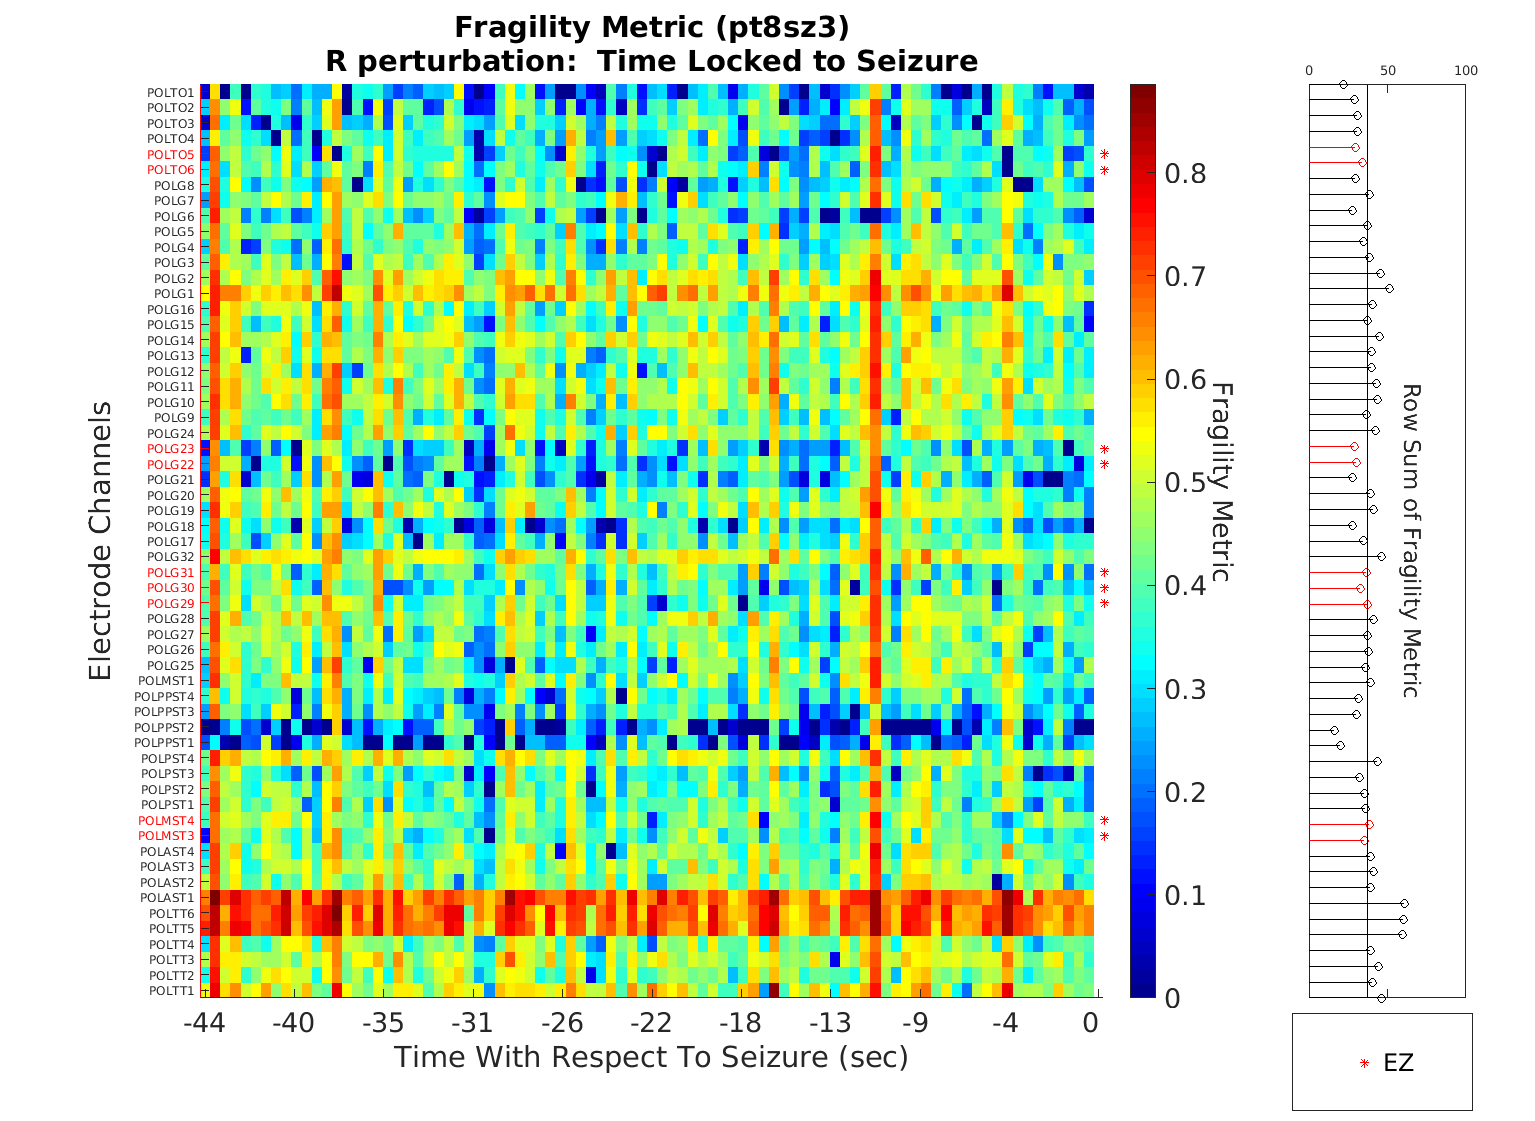 Fragility Metric (pt8sz3)
R perturbation: Time Locked to Seizure
0 50 100
POLTO1
POLTO2
POLTO3
POLTO4
POLTO5
POLTO6
POLG8
POLG7
POLG6
POLG5
POLG4
POLG3
POLG2
POLG1
POLG16
POLG15
POLG14
POLG13
POLG12
POLG11
POLG10
POLG9
POLG24
POLG23
POLG22
POLG21
POLG20
POLG19
POLG18
POLG17
POLG32
POLG31
POLG30
POLG29
POLG28
POLG27
POLG26
POLG25
POLMST1
POLPPST4
POLPPST3
POLPPST2
POLPPST1
POLPST4
POLPST3
POLPST2
POLPST1
POLMST4
POLMST3
POLAST4
POLAST3
POLAST2
POLAST1
POLTT6
POLTT5
POLTT4
POLTT3
POLTT2
POLTT1
Electrode Channels
-44 -40 -35 -31 -26 -22 -18 -13 -9 -4 0
Time With Respect To Seizure (sec)
0.8
0.7
0.6
0.5
0.4
0.3
0.2
0.1
0
Fragility Metric
Row Sum of Fragility Metric
EZ